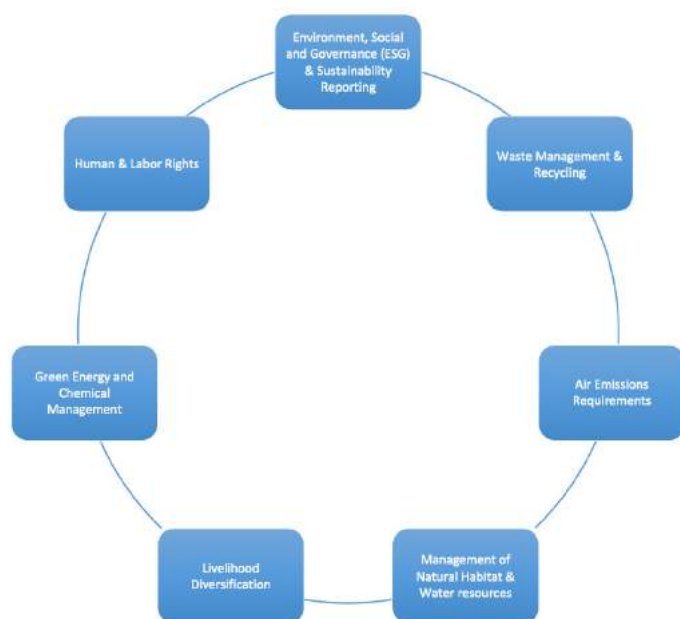 Environment, Social
and Governance (ESG)
& Sustainability
Reporting
Waste Management &
Recycling
Air Emissions
Requirements
Management of
Natural Habitat &
Water resources
Livelihood
Diversification
Green Energy and
Chemical
Management
Human & Labor Rights